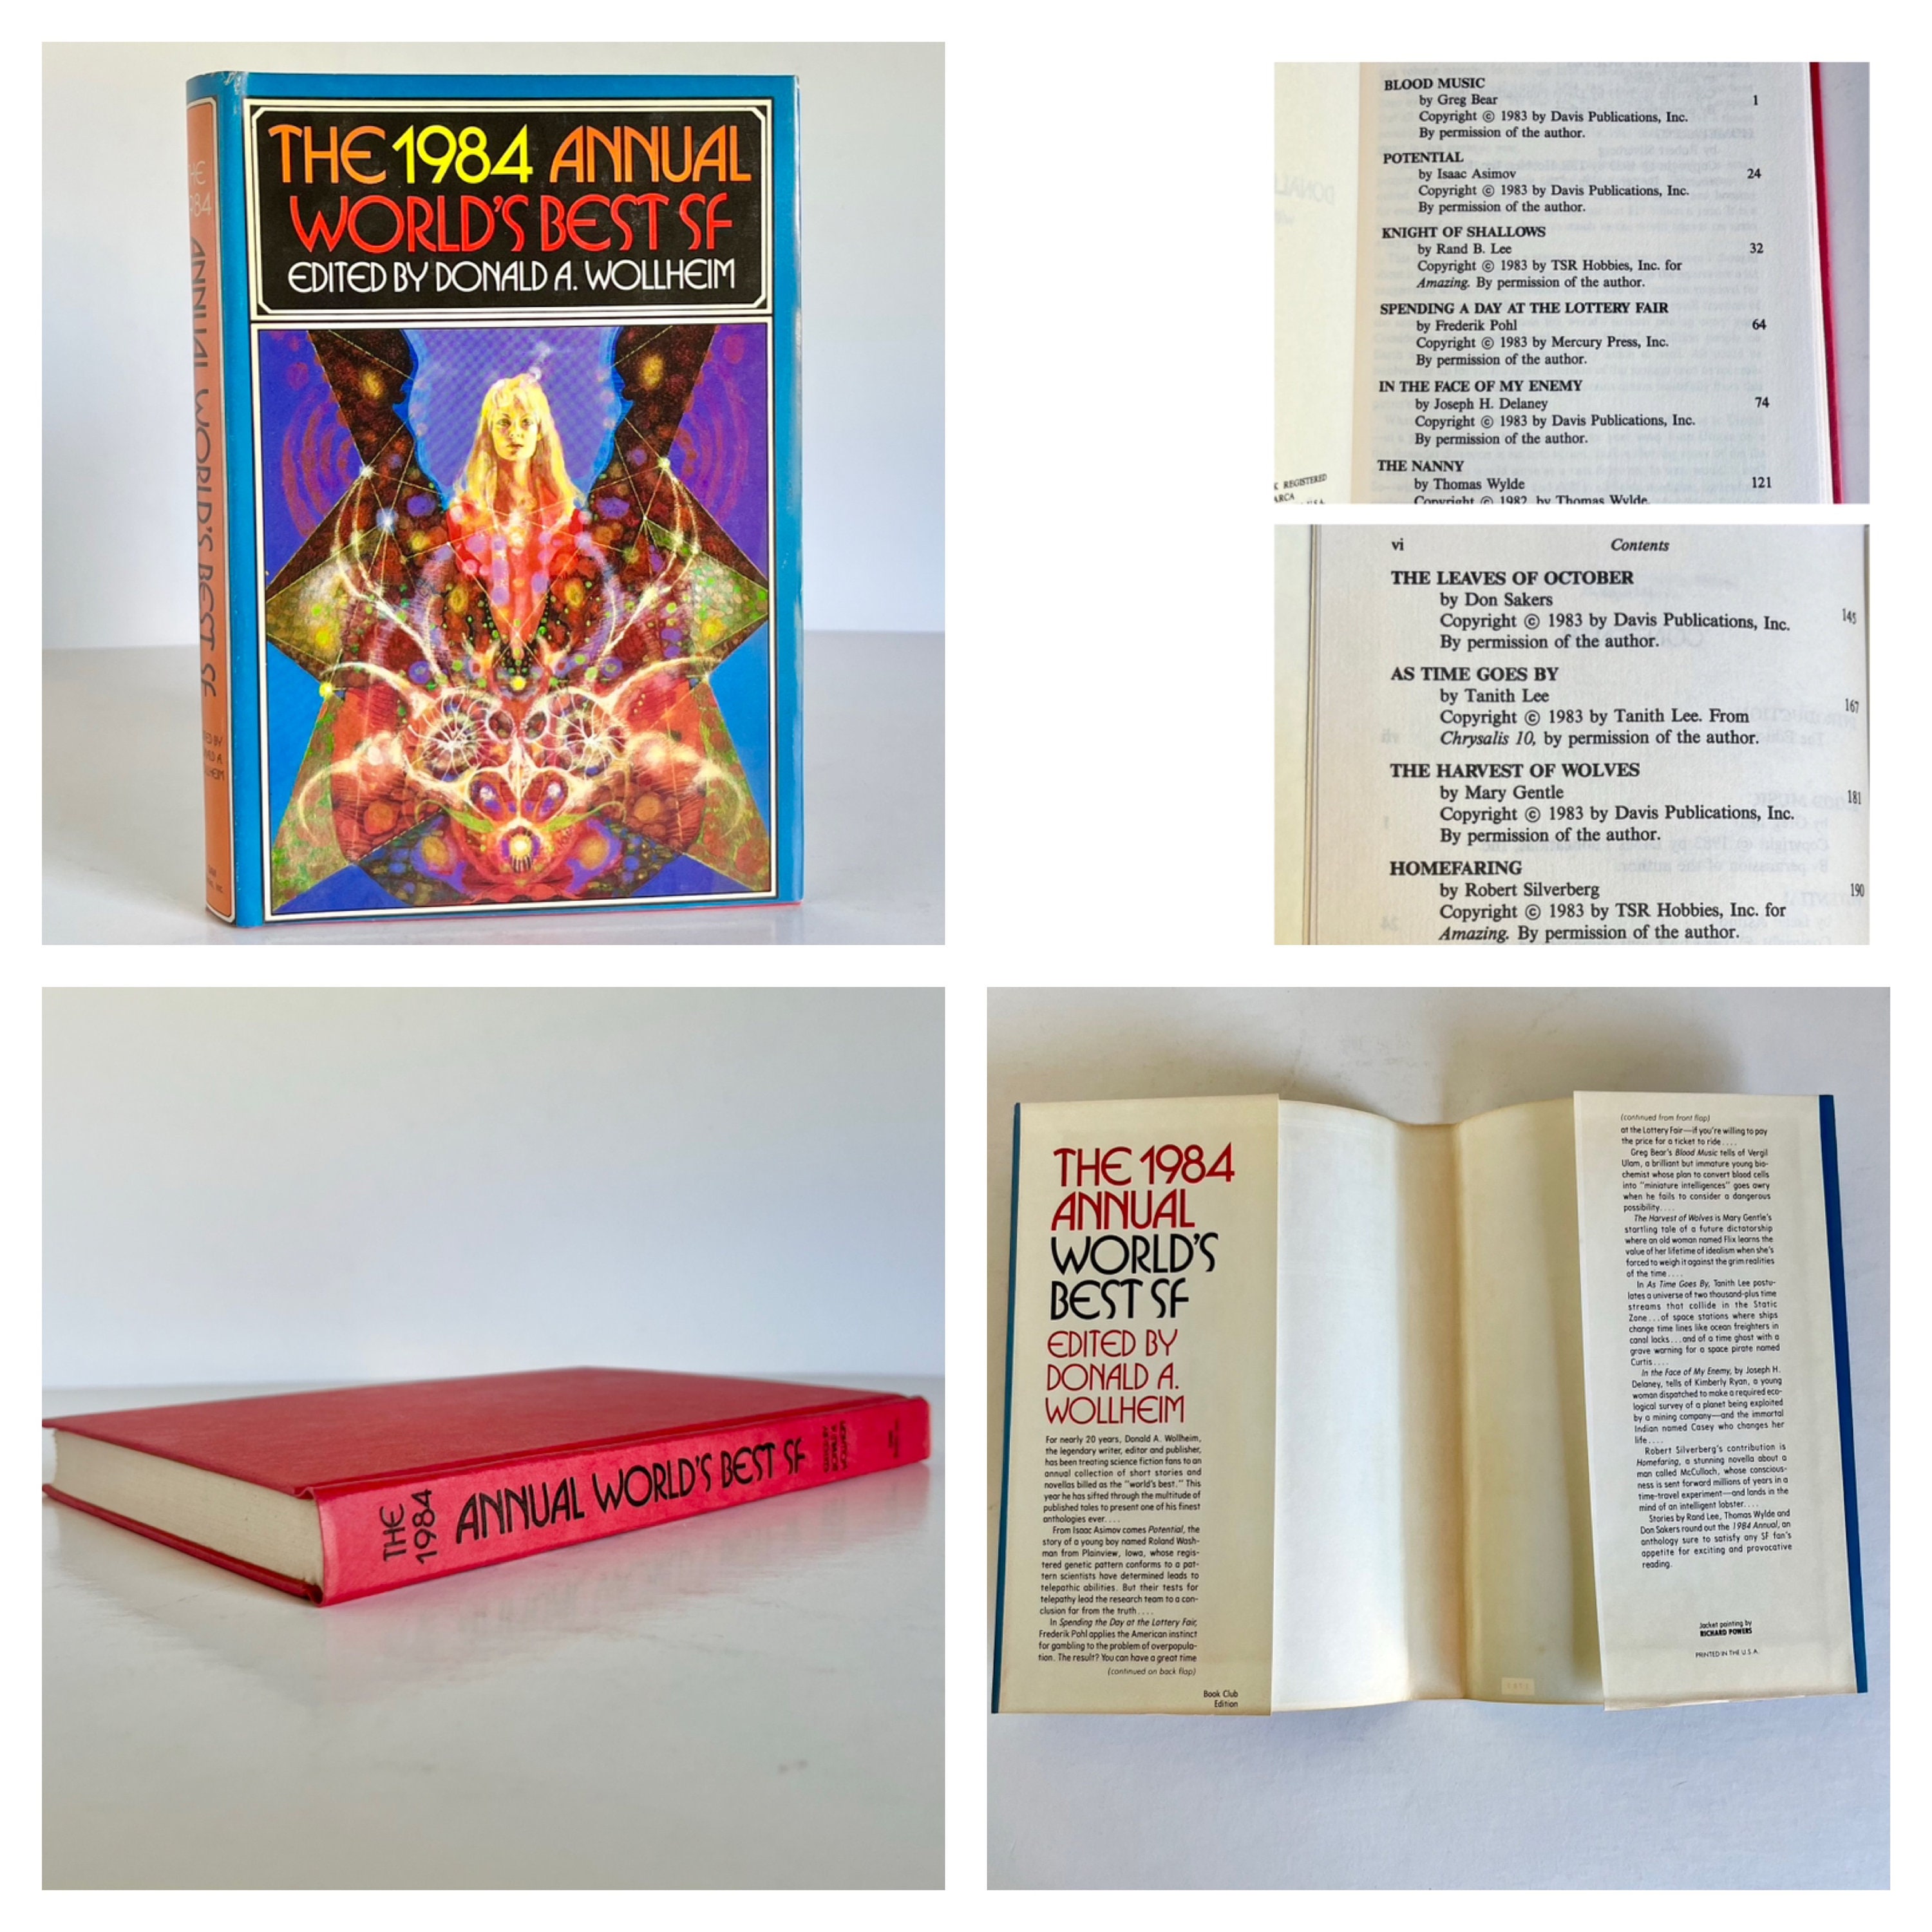 THE 1984 ANNUAL
WORLD'S BEST SF
EDITED BY DONALD A. WOLLHEIM
ANNUAL WORLD'S BEST SF
BLOOD MUSIC
by Greg Bear 1
Copyright © 1983 by Davis Publications, Inc.
By permission of the author.
POTENTIAL
by Isaac Asimov 24
Copyright © 1983 by Davis Publications, Inc.
By permission of the author.
KNIGHT OF SHALLOWS
by Rand B. Lee 32
Copyright © 1983 by TSR Hobbies, Inc. for
Amazing. By permission of the author.
SPENDING A DAY AT THE LOTTERY FAIR
by Frederik Pohl 64
Copyright © 1983 by Mercury Press, Inc.
By permission of the author.
IN THE FACE OF MY ENEMY
by Joseph H. Delaney 74
Copyright © 1983 by Davis Publications, Inc.
By permission of the author.
THE NANNY
by Thomas Wylde 121
Copyright © 1982 by Thomas Wylde.
REGISTERED
vi Contents
THE LEAVES OF OCTOBER
by Don Sakers
Copyright © 1983 by Davis Publications, Inc. 145
By permission of the author.
AS TIME GOES BY
by Tanith Lee 167
Copyright © 1983 by Tanith Lee. From
Chrysalis 10, by permission of the author.
THE HARVEST OF WOLVES
by Mary Gentle 181
Copyright © 1983 by Davis Publications, Inc.
By permission of the author.
HOMEFARING
by Robert Silverberg 190
Copyright © 1983 by TSR Hobbies, Inc. for
Amazing. By permission of the author.
THE
1984
ANNUAL WORLD'S BEST SF
THE 1984
ANNUAL
WORLD'S
BEST SF
EDITED BY
DONALD A.
WOLLHEIM
For nearly 20 years, Donald A. Wollheim,
the legendary writer, editor and publisher,
has been treating science fiction fans to an
annual collection of short stories and
novellas billed as the "world's best." This
year he has sifted through the multitude of
published tales to present one of his finest
anthologies ever....
From Isaac Asimov comes Potential, the
story of a young boy named Roland Wash-
man from Plainview, Iowa, whose regis-
tered genetic pattern conforms to a pat-
tern scientists have determined leads to
telepathic abilities. But their tests for
telepathy lead the research team to a con-
clusion far from the truth....
In Spending the Day at the Lottery Fair,
Frederik Pohl applies the American instinct
for gambling to the problem of overpopula-
tion. The result? You can have a great time
(continued on back flap)
Book Club
Edition
(continued from front flap)
at the Lottery Fair—if you're willing to pay
the price for a ticket to ride....
Greg Bear's Blood Music tells of Vergil
Ulam, a brilliant but immature young bio-
chemist whose plan to convert blood cells
into "miniature intelligences" goes awry
when he fails to consider a dangerous
possibility....
The Harvest of Wolves is Mary Gentle's
startling tale of a future dictatorship
where an old woman named Flix learns the
value of her lifetime of idealism when she's
forced to weigh it against the grim realities
of the time....
In As Time Goes By, Tanith Lee postu-
lates a universe of two thousand-plus time
streams that collide in the Static
Zone...of space stations where ships
change time lines like ocean freighters in
canal locks...and of a time ghost with a
grave warning for a space pirate named
Curtis....
In the Face of My Enemy, by Joseph H.
Delaney, tells of Kimberly Ryan, a young
woman dispatched to make a required eco-
logical survey of a planet being exploited
by a mining company—and the immortal
Indian named Casey who changes her
life....
Robert Silverberg's contribution is
Homefaring, a stunning novella about a
man called McCulloch, whose conscious-
ness is sent forward millions of years in a
time-travel experiment—and lands in the
mind of an intelligent lobster....
Stories by Rand Lee, Thomas Wylde and
Don Sakers round out the 1984 Annual, an
anthology sure to satisfy any SF fan's
appetite for exciting and provocative
reading.
Jacket painting by
RICHARD POWERS
PRINTED IN THE U.S.A.